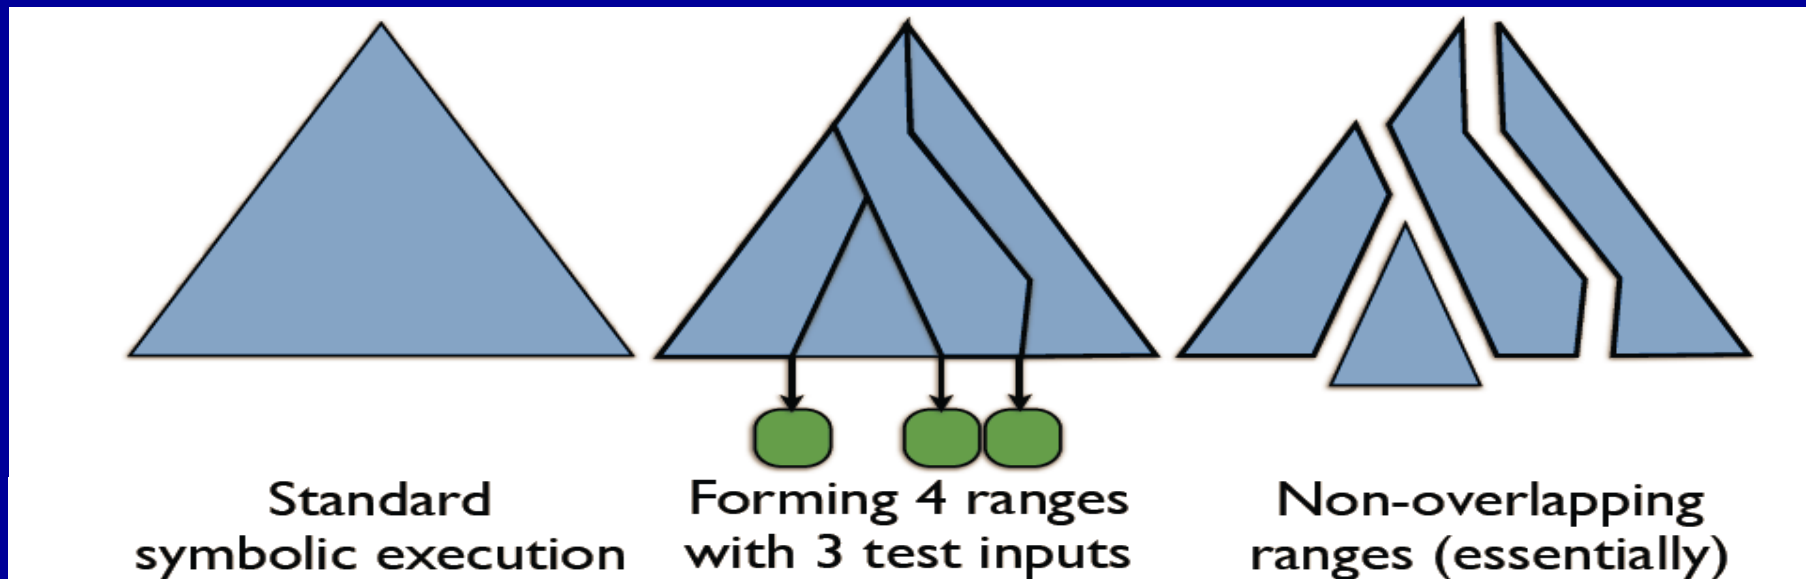 Standard
symbolic execution
Forming 4 ranges
with 3 test inputs
Non-overlapping
ranges (essentially)